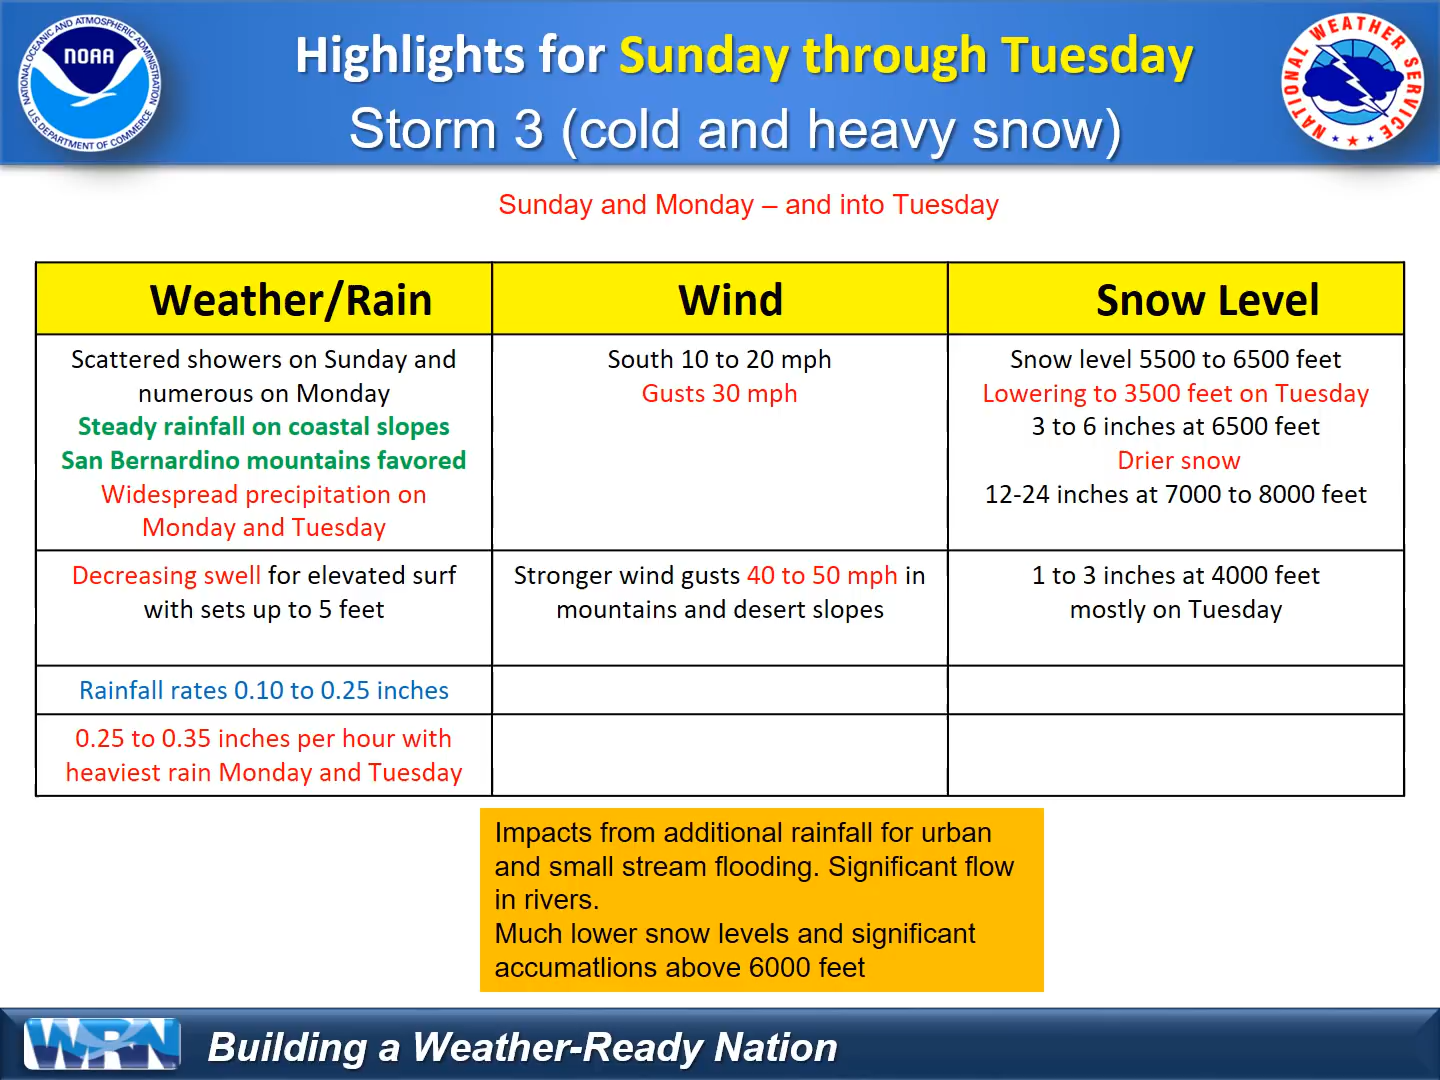 NATIONAL OCEANIC AND ATMOSPHERIC ADMINISTRATION
NOAA
U.S. DEPARTMENT OF COMMERCE
Highlights for Sunday through Tuesday
Storm 3 (cold and heavy snow)
NATIONAL WEATHER SERVICE
Sunday and Monday – and into Tuesday
Weather/Rain
Wind
Snow Level
Scattered showers on Sunday and
numerous on Monday
Steady rainfall on coastal slopes
San Bernardino mountains favored
Widespread precipitation on
Monday and Tuesday
South 10 to 20 mph
Gusts 30 mph
Snow level 5500 to 6500 feet
Lowering to 3500 feet on Tuesday
3 to 6 inches at 6500 feet
Drier snow
12-24 inches at 7000 to 8000 feet
Decreasing swell for elevated surf
with sets up to 5 feet
Stronger wind gusts 40 to 50 mph in
mountains and desert slopes
1 to 3 inches at 4000 feet
mostly on Tuesday
Rainfall rates 0.10 to 0.25 inches
0.25 to 0.35 inches per hour with
heaviest rain Monday and Tuesday
Impacts from additional rainfall for urban
and small stream flooding. Significant flow
in rivers.
Much lower snow levels and significant
accumatlions above 6000 feet
WRN
Building a Weather-Ready Nation